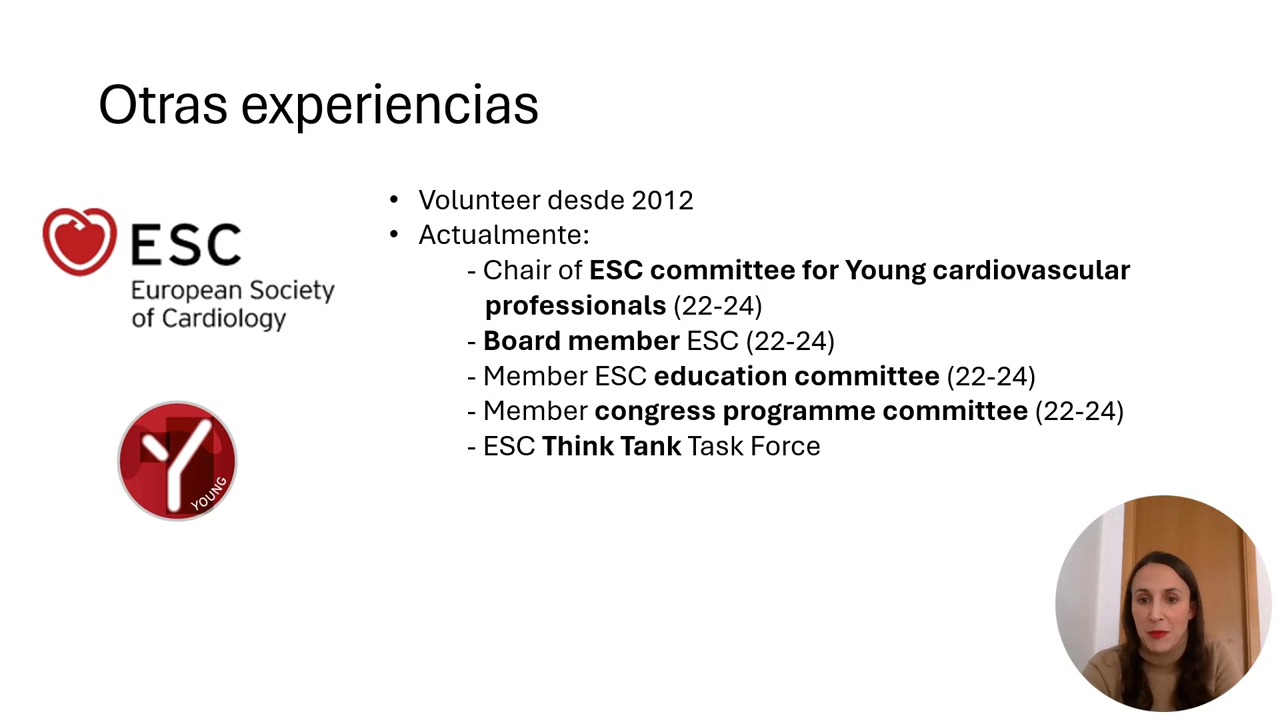 Otras experiencias
ESC
European Society
of Cardiology
YOUNG
• Volunteer desde 2012
• Actualmente:
- Chair of ESC committee for Young cardiovascular
professionals (22-24)
- Board member ESC (22-24)
- Member ESC education committee (22-24)
- Member congress programme committee (22-24)
- ESC Think Tank Task Force